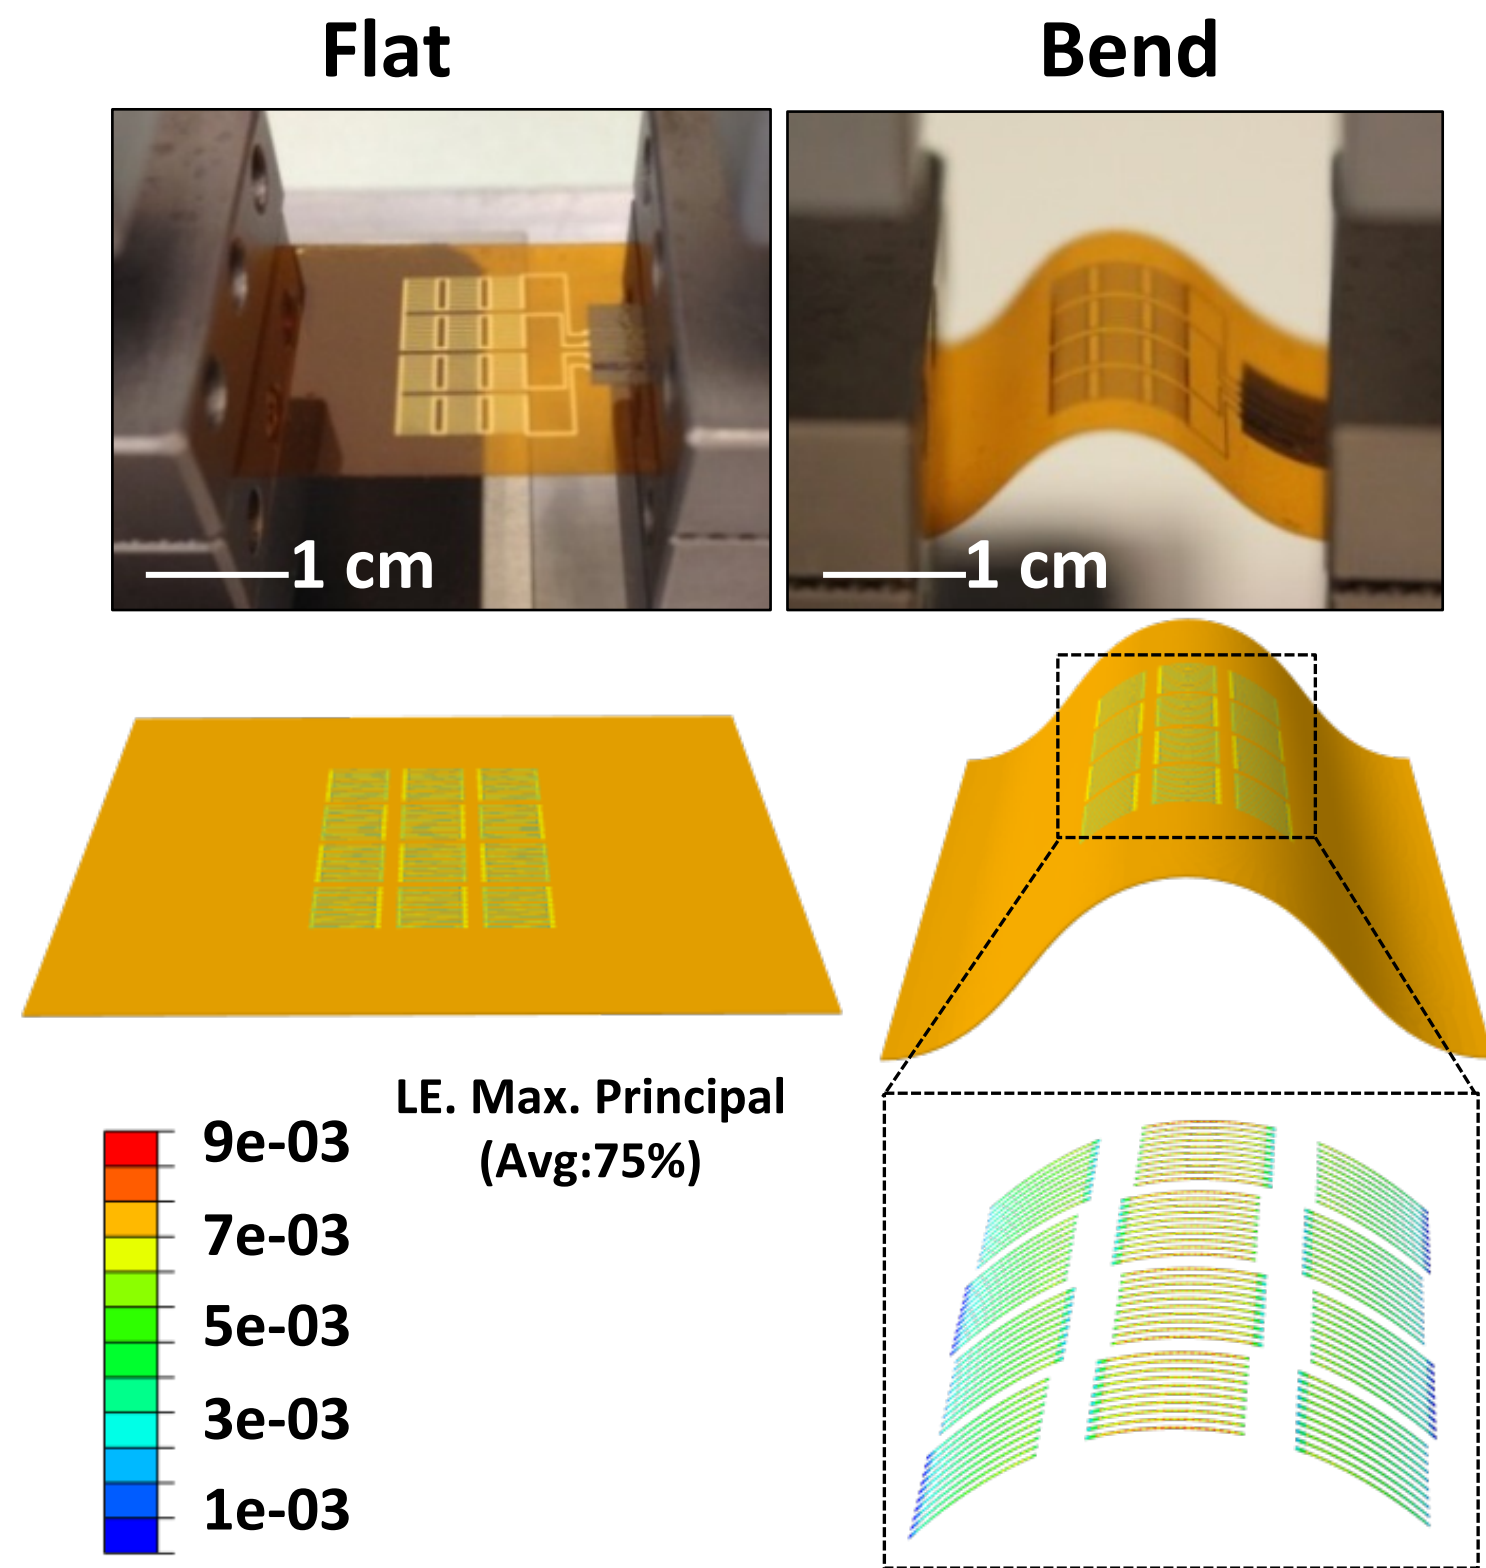 Flat
Bend
1 cm
1 cm
LE. Max. Principal
(Avg:75%)
9e-03
7e-03
5e-03
3e-03
1e-03